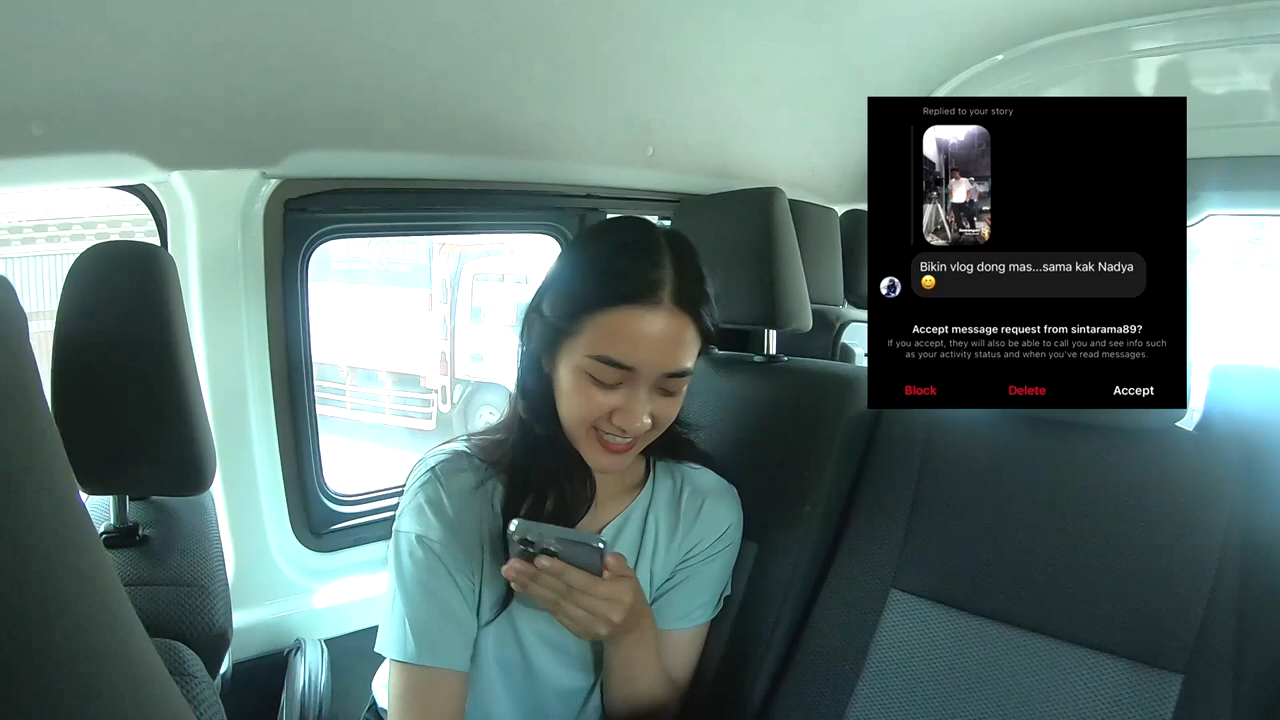 Replied to your story
Bikin vlog dong mas...sama kak Nadya
😊
Accept message request from sintarama89?
If you accept, they will also be able to call you and see info such
as your activity status and when you've read messages.
Block
Delete
Accept